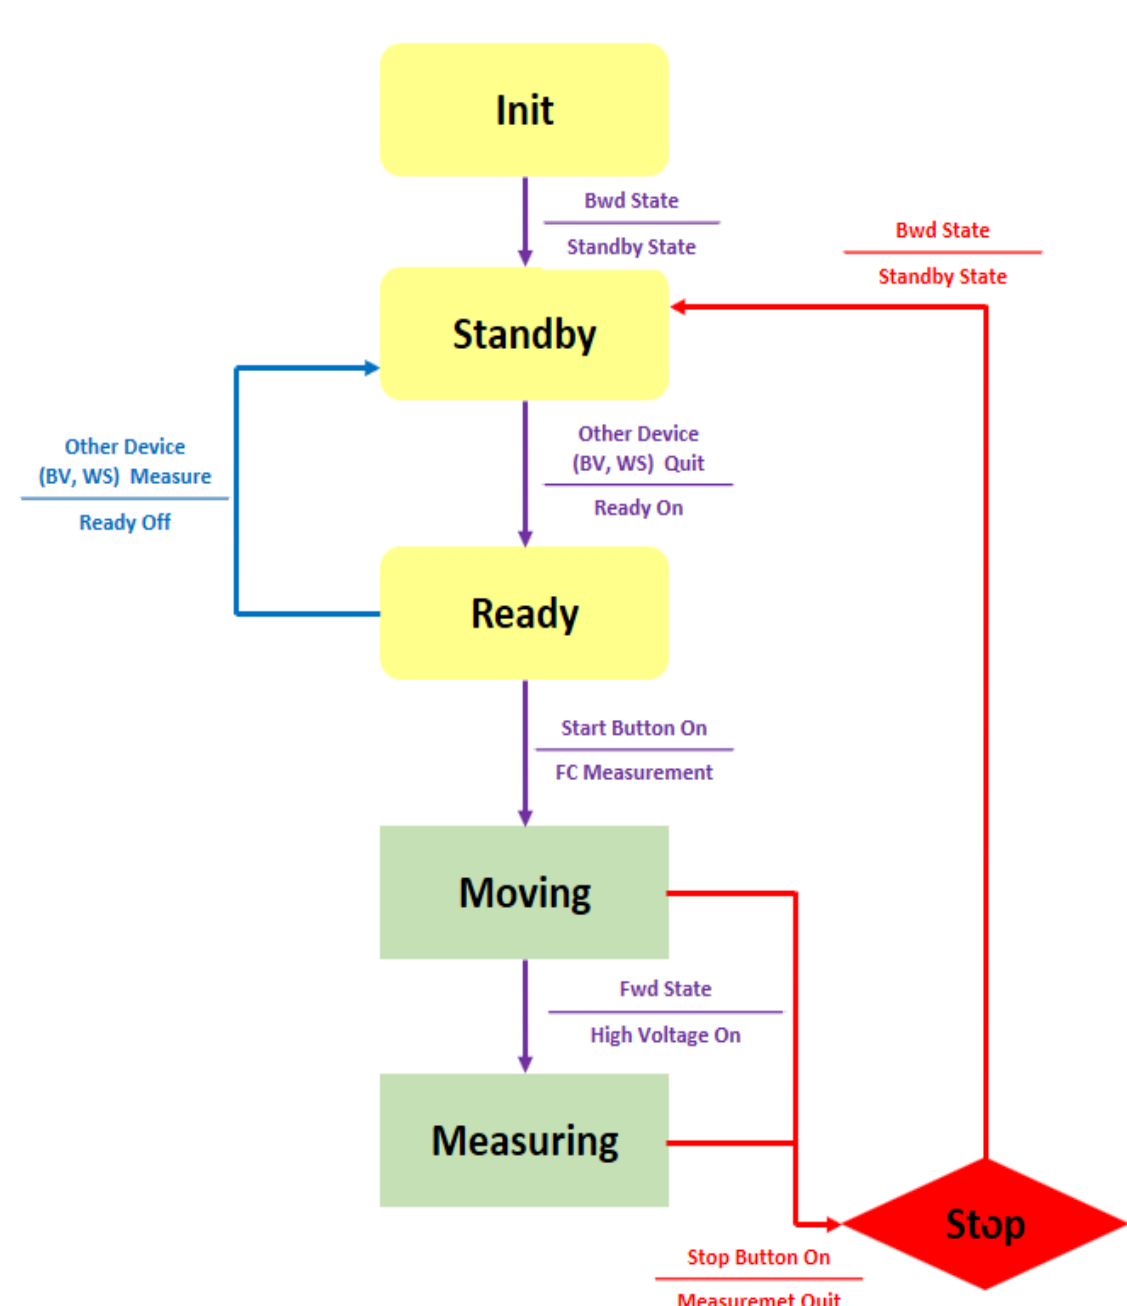 Init
Bwd State
Standby State
Bwd State
Standby State
Standby
Other Device
(BV, WS) Quit
Ready On
Other Device
(BV, WS) Measure
Ready Off
Ready
Start Button On
FC Measurement
Moving
Fwd State
High Voltage On
Measuring
Stop
Stop Button On
Measuremet Quit